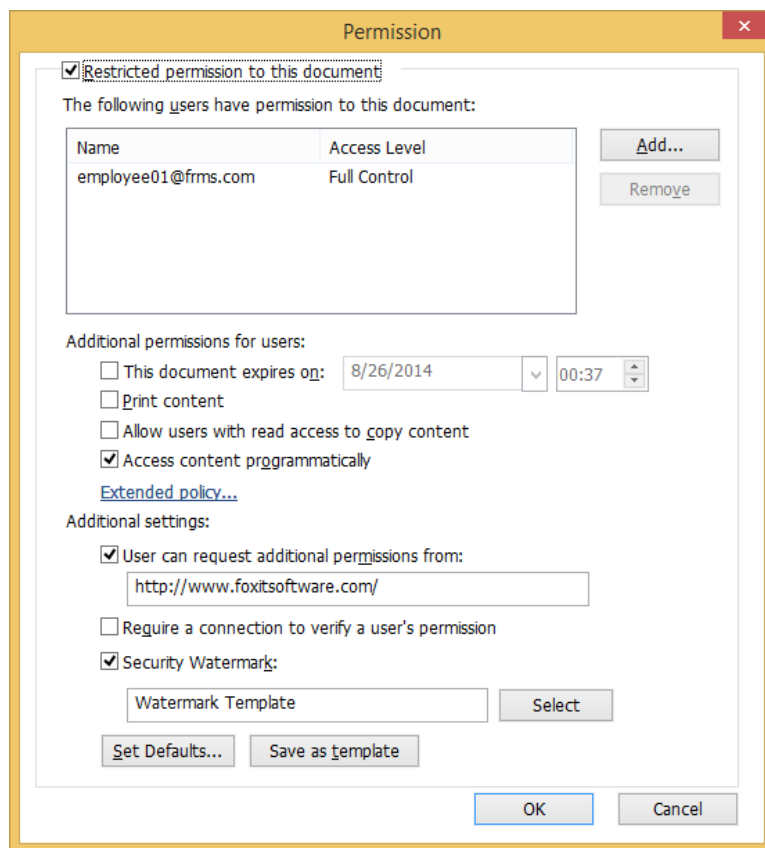 Permission
Restricted permission to this document
The following users have permission to this document:
Name Access Level
Add...
employee01@frms.com Full Control
Remove
Additional permissions for users:
This document expires on: 8/26/2014 00:37
Print content
Allow users with read access to copy content
Access content programmatically
Extended policy...
Additional settings:
User can request additional permissions from:
http://www.foxitsoftware.com/
Require a connection to verify a user's permission
Security Watermark:
Watermark Template Select
Set Defaults... Save as template
OK Cancel